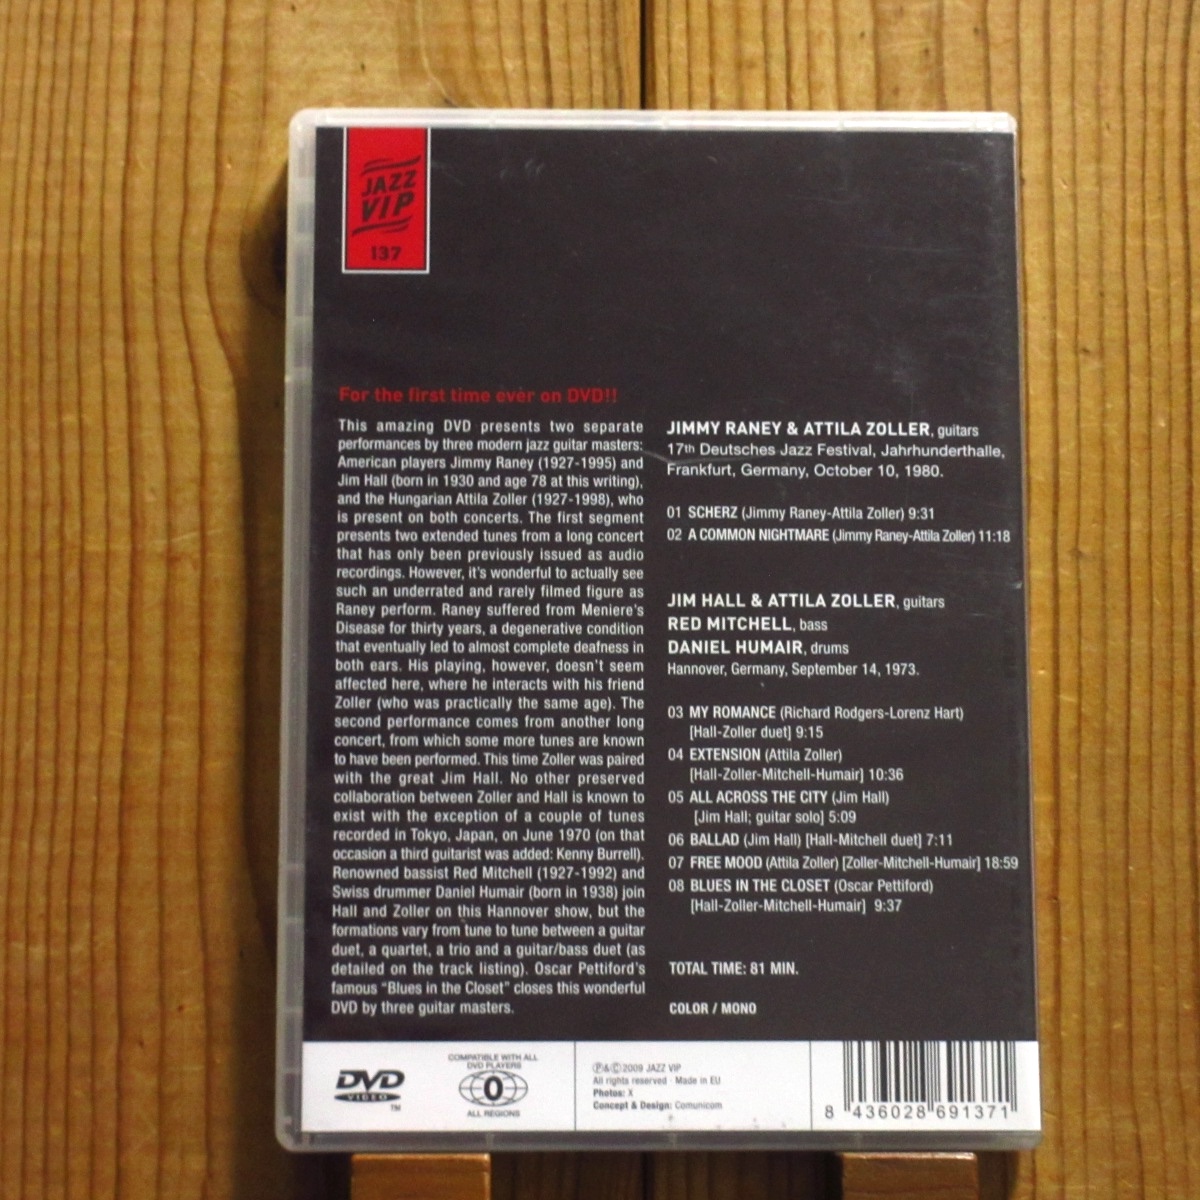 JAZZ
VIP
137
For the first time ever on DVD!!
This amazing DVD presents two separate
performances by three modern jazz guitar masters:
American players Jimmy Raney (1927-1995) and
Jim Hall (born in 1930 and age 78 at this writing),
and the Hungarian Attila Zoller (1927-1998), who
is present on both concerts. The first segment
presents two extended tunes from a long concert
that has only been previously issued as audio
recordings. However, it's wonderful to actually see
such an underrated and rarely filmed figure as
Raney perform. Raney suffered from Meniere's
Disease for thirty years, a degenerative condition
that eventually led to almost complete deafness in
both ears. His playing, however, doesn't seem
affected here, where he interacts with his friend
Zoller (who was practically the same age). The
second performance comes from another long
concert, from which some more tunes are known
to have been performed. This time Zoller was paired
with the great Jim Hall. No other preserved
collaboration between Zoller and Hall is known to
exist with the exception of a couple of tunes
recorded in Tokyo, Japan, on June 1970 (on that
occasion a third guitarist was added: Kenny Burrell).
Renowned bassist Red Mitchell (1927-1992) and
Swiss drummer Daniel Humair (born in 1938) join
Hall and Zoller on this Hannover show, but the
formations vary from tune to tune between a guitar
duet, a quartet, a trio and a guitar/bass duet (as
detailed on the track listing). Oscar Pettiford's
famous “Blues in the Closet” closes this wonderful
DVD by three guitar masters.
JIMMY RANEY & ATTILA ZOLLER, guitars
17th Deutsches Jazz Festival, Jahrhunderthalle,
Frankfurt, Germany, October 10, 1980.
01 SCHERZ (Jimmy Raney-Attila Zoller) 9:31
02 A COMMON NIGHTMARE (Jimmy Raney-Attila Zoller) 11:18
JIM HALL & ATTILA ZOLLER, guitars
RED MITCHELL, bass
DANIEL HUMAIR, drums
Hannover, Germany, September 14, 1973.
03 MY ROMANCE (Richard Rodgers-Lorenz Hart)
[Hall-Zoller duet] 9:15
04 EXTENSION (Attila Zoller)
[Hall-Zoller-Mitchell-Humair] 10:36
05 ALL ACROSS THE CITY (Jim Hall)
[Jim Hall; guitar solo] 5:09
06 BALLAD (Jim Hall) [Hall-Mitchell duet] 7:11
07 FREE MOOD (Attila Zoller) [Zoller-Mitchell-Humair] 18:59
08 BLUES IN THE CLOSET (Oscar Pettiford)
[Hall-Zoller-Mitchell-Humair] 9:37
TOTAL TIME: 81 MIN.
COLOR / MONO
DVD
VIDEO
TM
COMPATIBLE WITH ALL
DVD PLAYERS
0
ALL REGIONS
Ⓟ&Ⓒ2009 JAZZ VIP
All rights reserved · Made in EU
Photos: X
Concept & Design: Comunicom
8 436028 691371